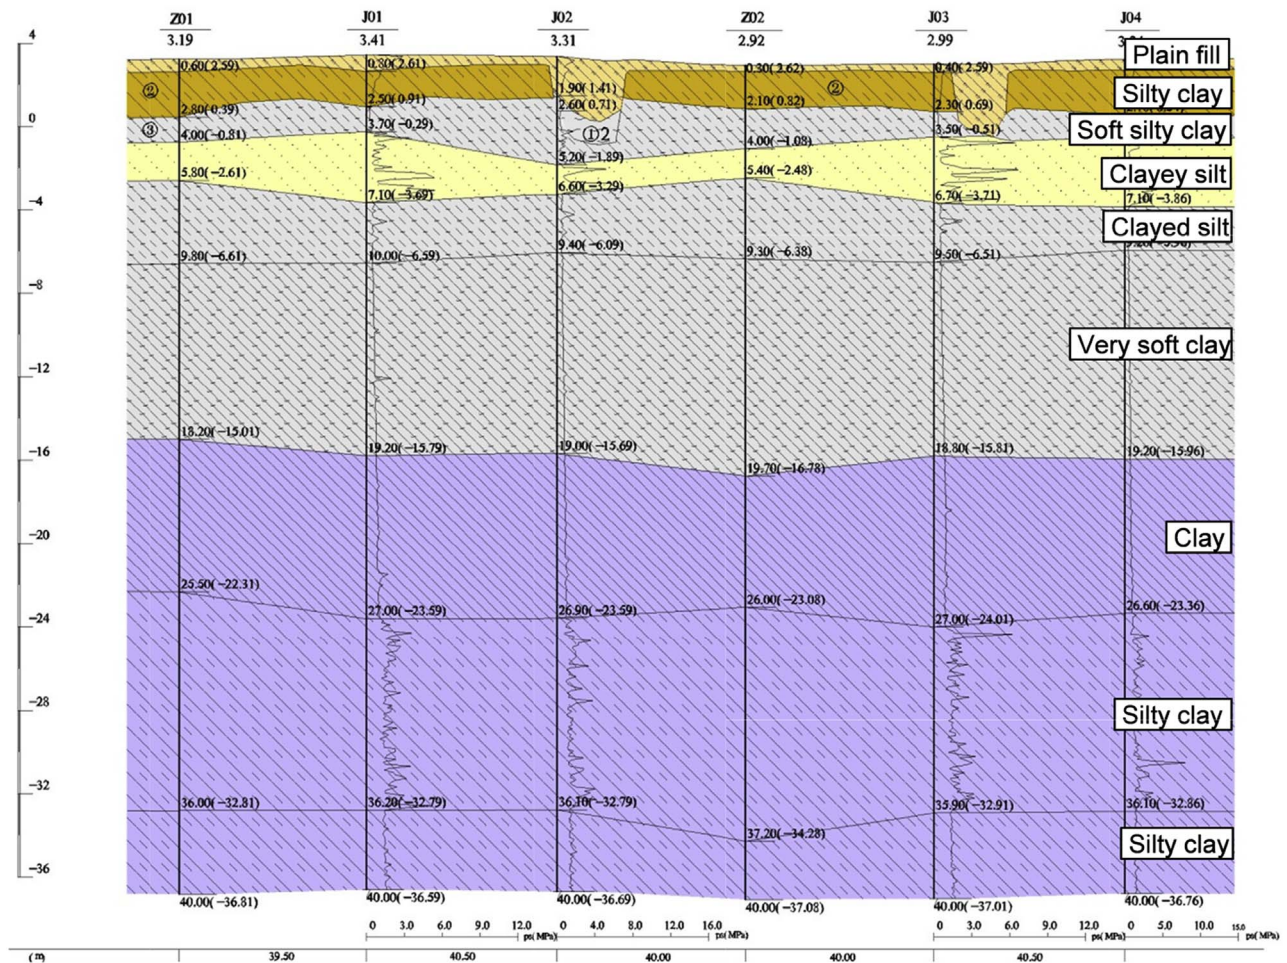 Z01 J01 J02 Z02 J03 J04
3.19 3.41 3.31 2.92 2.99
4
0
−4
−8
−12
−16
−20
−24
−28
−32
−36
Plain fill
0.60( 2.59) 0.80( 2.61) 0.30( 2.62) 0.40( 2.59)
② 1.90( 1.41) ② Silty clay
2.80( 0.39) 2.50( 0.91) 2.60( 0.71) 2.10( 0.82) 2.30( 0.69)
③ 3.70( −0.29) ①2 3.50( −0.51) Soft silty clay
4.00( −0.81) 5.20( −1.89) 4.00( −1.08)
5.80( −2.61) 5.40( −2.48) Clayey silt
7.10( −3.69) 6.60( −3.29) 6.70( −3.71) 7.10( −3.86)
Clayed silt
9.80( −6.61) 10.00( −6.59) 9.40( −6.09) 9.30( −6.38) 9.50( −6.51)
Very soft clay
18.20( −15.01) 19.20( −15.79) 19.00( −15.69) 19.70( −16.78) 18.80( −15.81) 19.20( −15.96)
Clay
25.50( −22.31) 27.00( −23.59) 26.90( −23.59) 26.00( −23.08) 27.00( −24.01) 26.60( −23.36)
Silty clay
36.00( −32.81) 36.20( −32.79) 36.10( −32.79) 37.20( −34.28) 35.90( −32.91) 36.10( −32.86)
Silty clay
40.00( −36.81) 40.00( −36.59) 40.00( −36.69) 40.00( −37.08) 40.00( −37.01) 40.00( −36.76)
0 3.0 6.0 9.0 12.0 0 4.0 8.0 12.0 16.0 0 3.0 6.0 9.0 12.0 0 5.0 10.0 15.0
ps( MPa) ps( MPa) ps( MPa) ps( MPa)
( m) 39.50 40.50 40.00 40.00 40.50